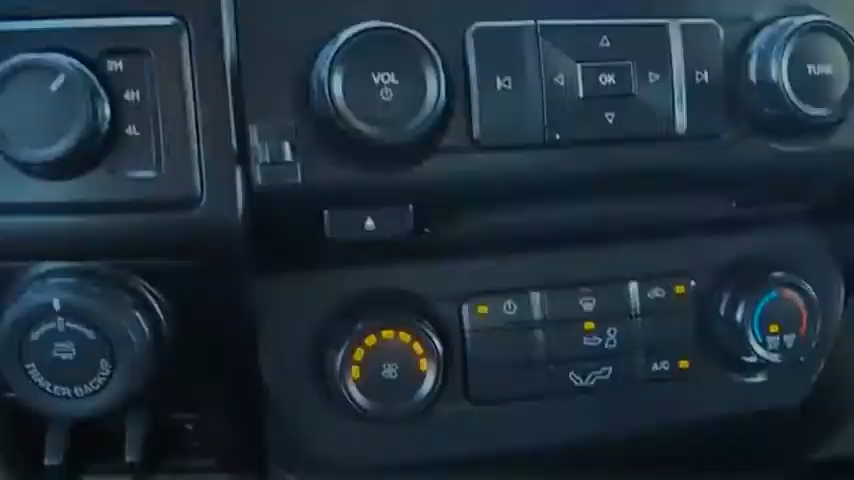 2H
4H
4L
VOL
OK
TUNE
A/C
TRAILER BACKUP